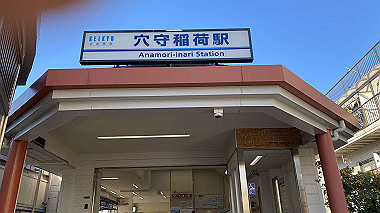 KEIKYU
穴守稲荷駅
Anamori-inari Station